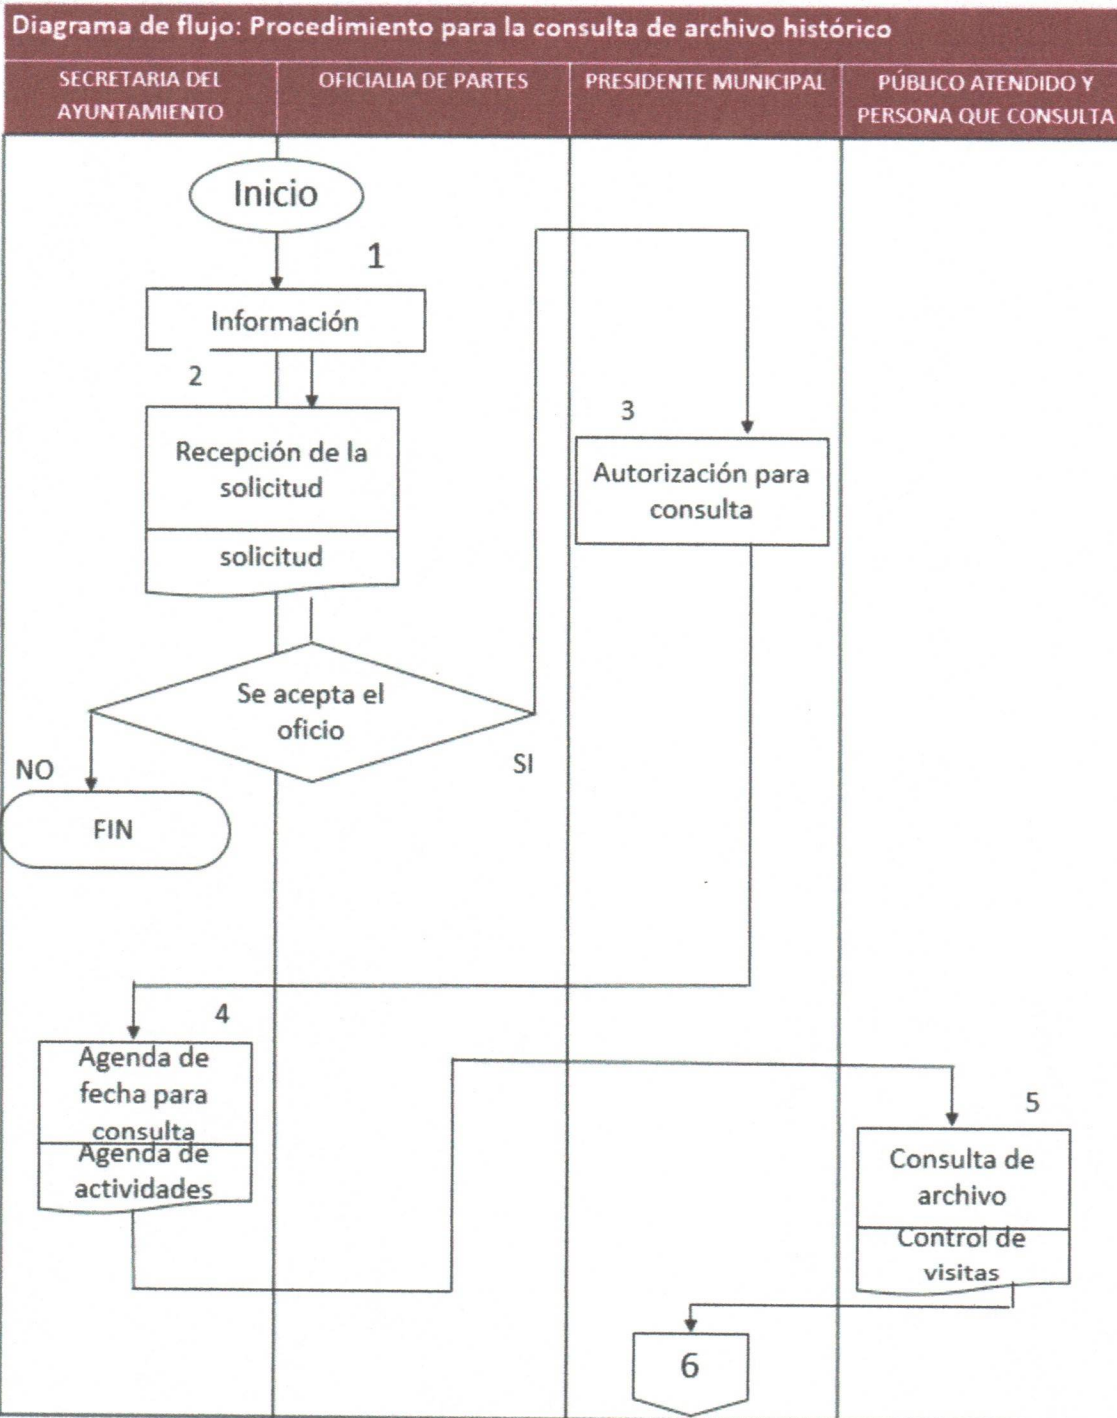 Diagrama de flujo: Procedimiento para la consulta de archivo histórico
SECRETARIA DEL
AYUNTAMIENTO
OFICIALIA DE PARTES
PRESIDENTE MUNICIPAL
PÚBLICO ATENDIDO Y
PERSONA QUE CONSULTA
Inicio
1
Información
2
Recepción de la
solicitud
solicitud
3
Autorización para
consulta
Se acepta el
oficio
NO
SI
FIN
4
Agenda de
fecha para
consulta
Agenda de
actividades
5
Consulta de
archivo
Control de
visitas
6